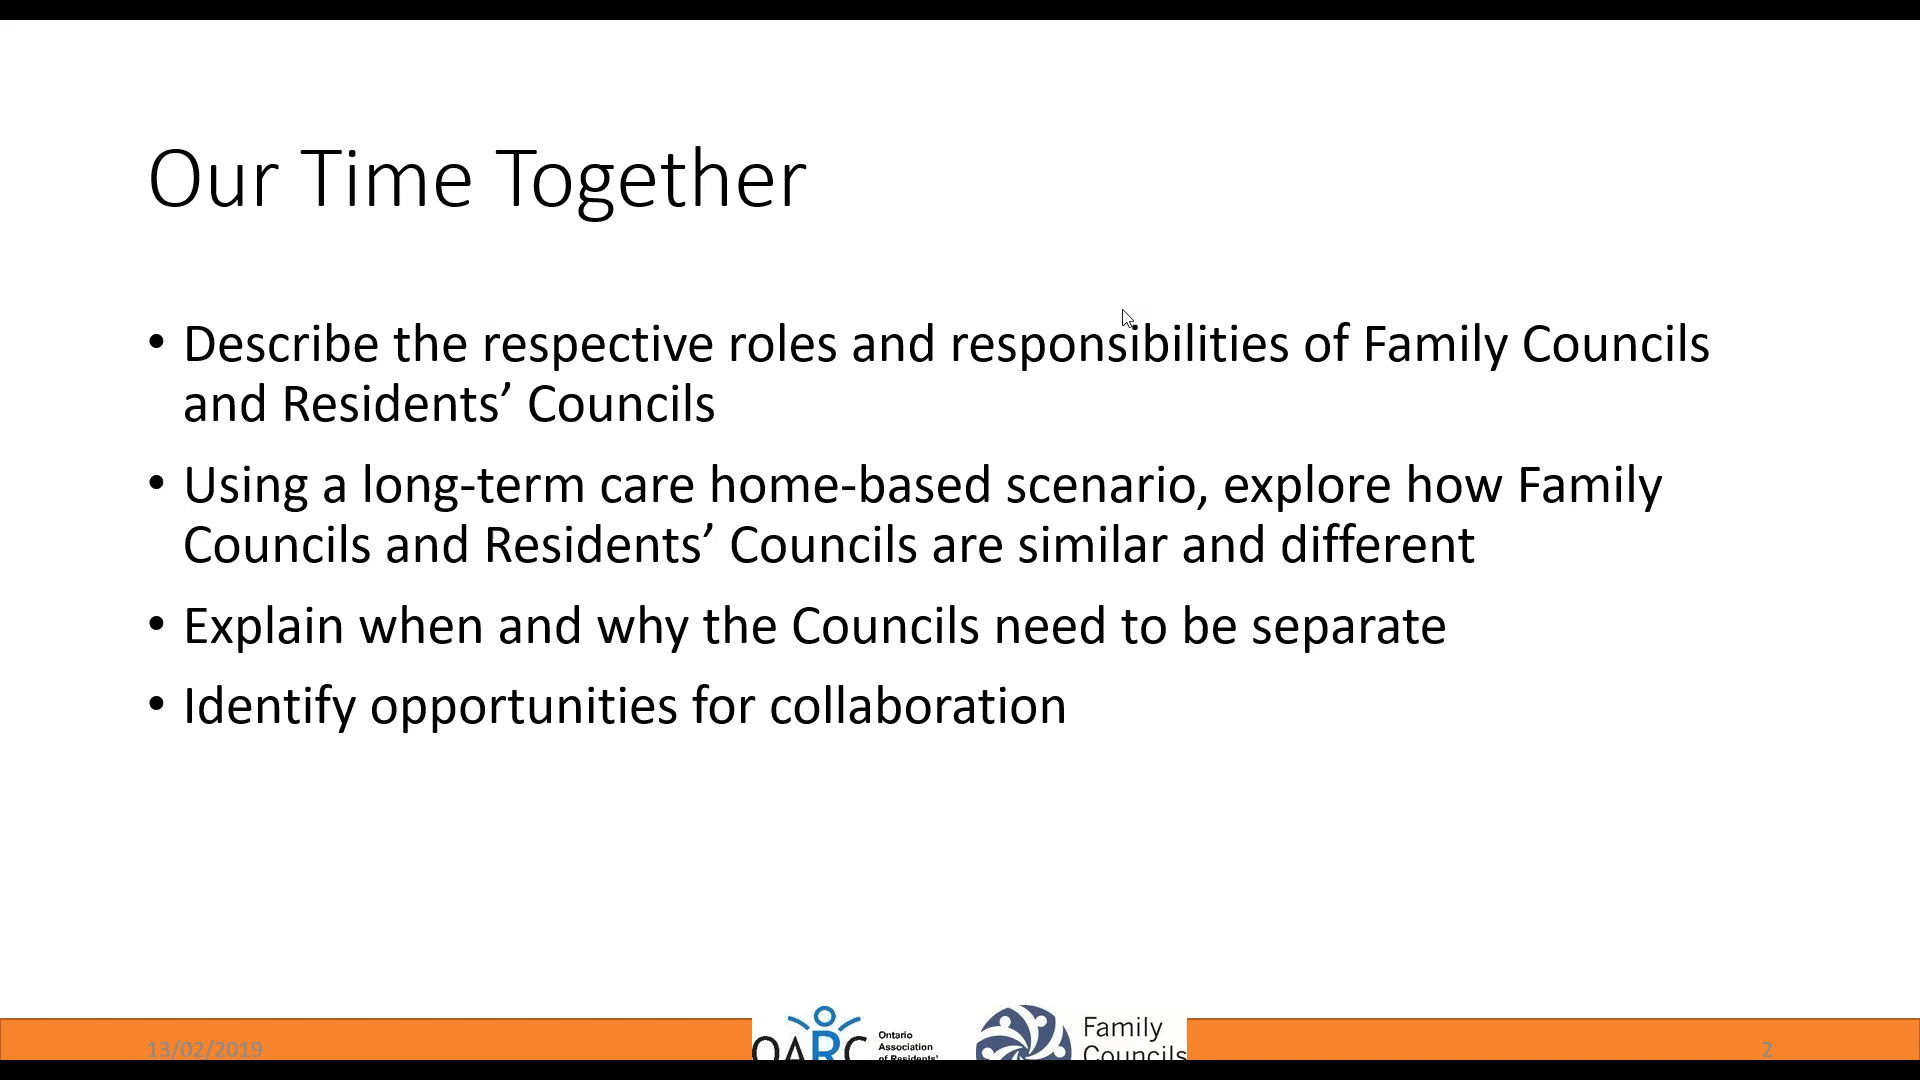 Our Time Together
• Describe the respective roles and responsibilities of Family Councils
and Residents’ Councils
• Using a long-term care home-based scenario, explore how Family
Councils and Residents’ Councils are similar and different
• Explain when and why the Councils need to be separate
• Identify opportunities for collaboration
13/02/2019
OARC
Ontario
Association
of Residents'
Family
Councils
2